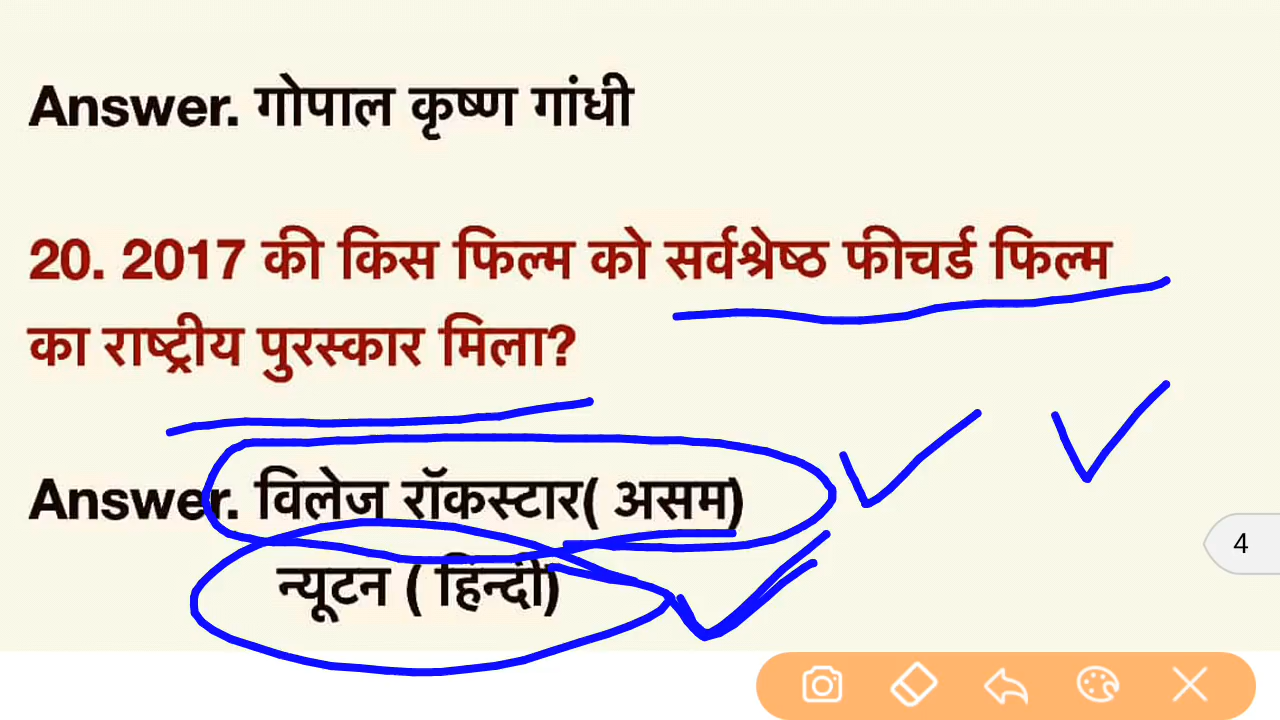 Answer. गोपाल कृष्ण गांधी
20. 2017 की किस फिल्म को सर्वश्रेष्ठ फीचर्ड फिल्म
का राष्ट्रीय पुरस्कार मिला?
Answer. विलेज रॉकस्टार( असम)
न्यूटन ( हिन्दी)
4